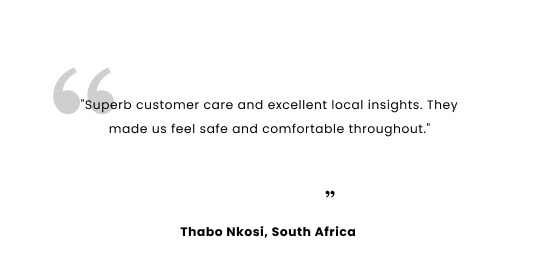 "Superb customer care and excellent local insights. They
made us feel safe and comfortable throughout."
”
Thabo Nkosi, South Africa